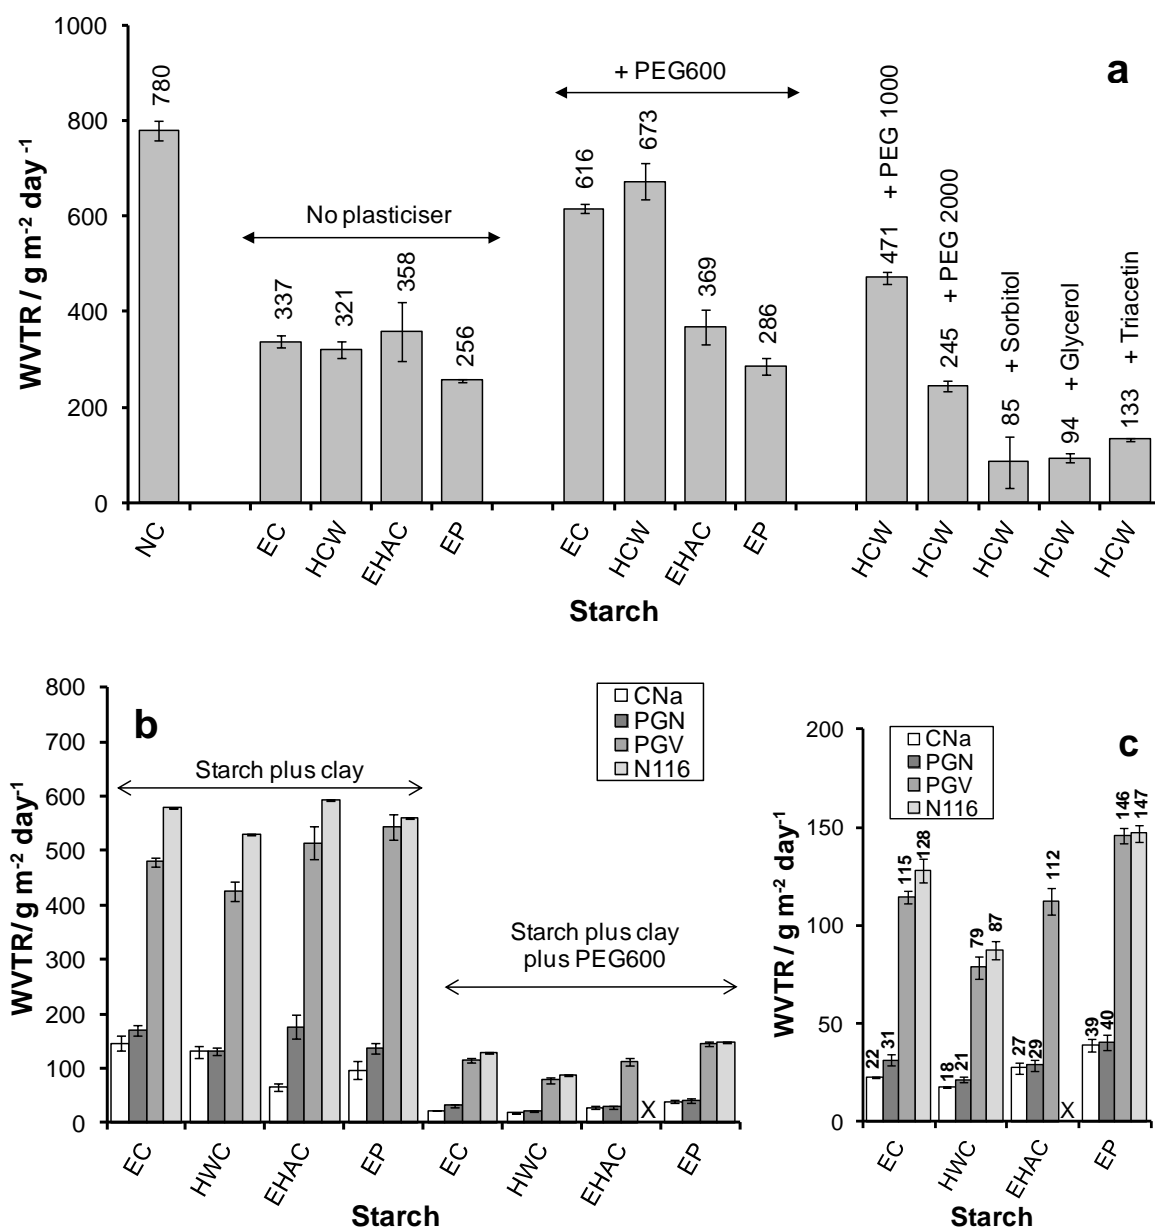 a
WVTR / g m-2 day-1
1000
800
600
400
200
0
780
No plasticiser
337
321
358
256
+ PEG600
616
673
369
286
471 + PEG 1000
245 + PEG 2000
85 + Sorbitol
94 + Glycerol
133 + Triacetin
NC
EC
HCW
EHAC
EP
EC
HCW
EHAC
EP
HCW
HCW
HCW
HCW
HCW
Starch
b
WVTR/ g m-2 day-1
800
700
600
500
400
300
200
100
0
CNa
PGN
PGV
N116
Starch plus clay
Starch plus clay
plus PEG600
X
EC
HWC
EHAC
EP
EC
HWC
EHAC
EP
Starch
c
WVTR / g m-2 day-1
200
150
100
50
0
CNa
PGN
PGV
N116
22
31
115
128
18
21
79
87
27
29
112
X
39
40
146
147
EC
HWC
EHAC
EP
Starch